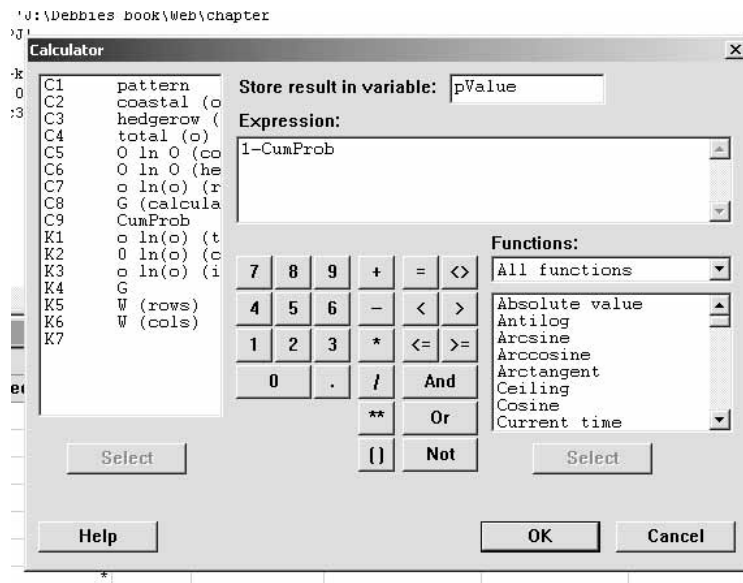 'J:\Debbies book\Web\chapter
Calculator
C1 pattern
C2 coastal (o
C3 hedgerow (
C4 total (o)
C5 O ln O (co
C6 O ln O (he
C7 o ln(o) (r
C8 G (calcula
C9 CumProb
K1 o ln(o) (t
K2 0 ln(o) (c
K3 o ln(o) (i
K4 G
K5 W (rows)
K6 W (cols)
K7
Select
Store result in variable: pValue
Expression:
1-CumProb
7 8 9 + = <>
4 5 6 - < >
1 2 3 * <= >=
0 . / And
** Or
() Not
Functions:
All functions
Absolute value
Antilog
Arcsine
Arccosine
Arctangent
Ceiling
Cosine
Current time
Select
Help
OK
Cancel
*